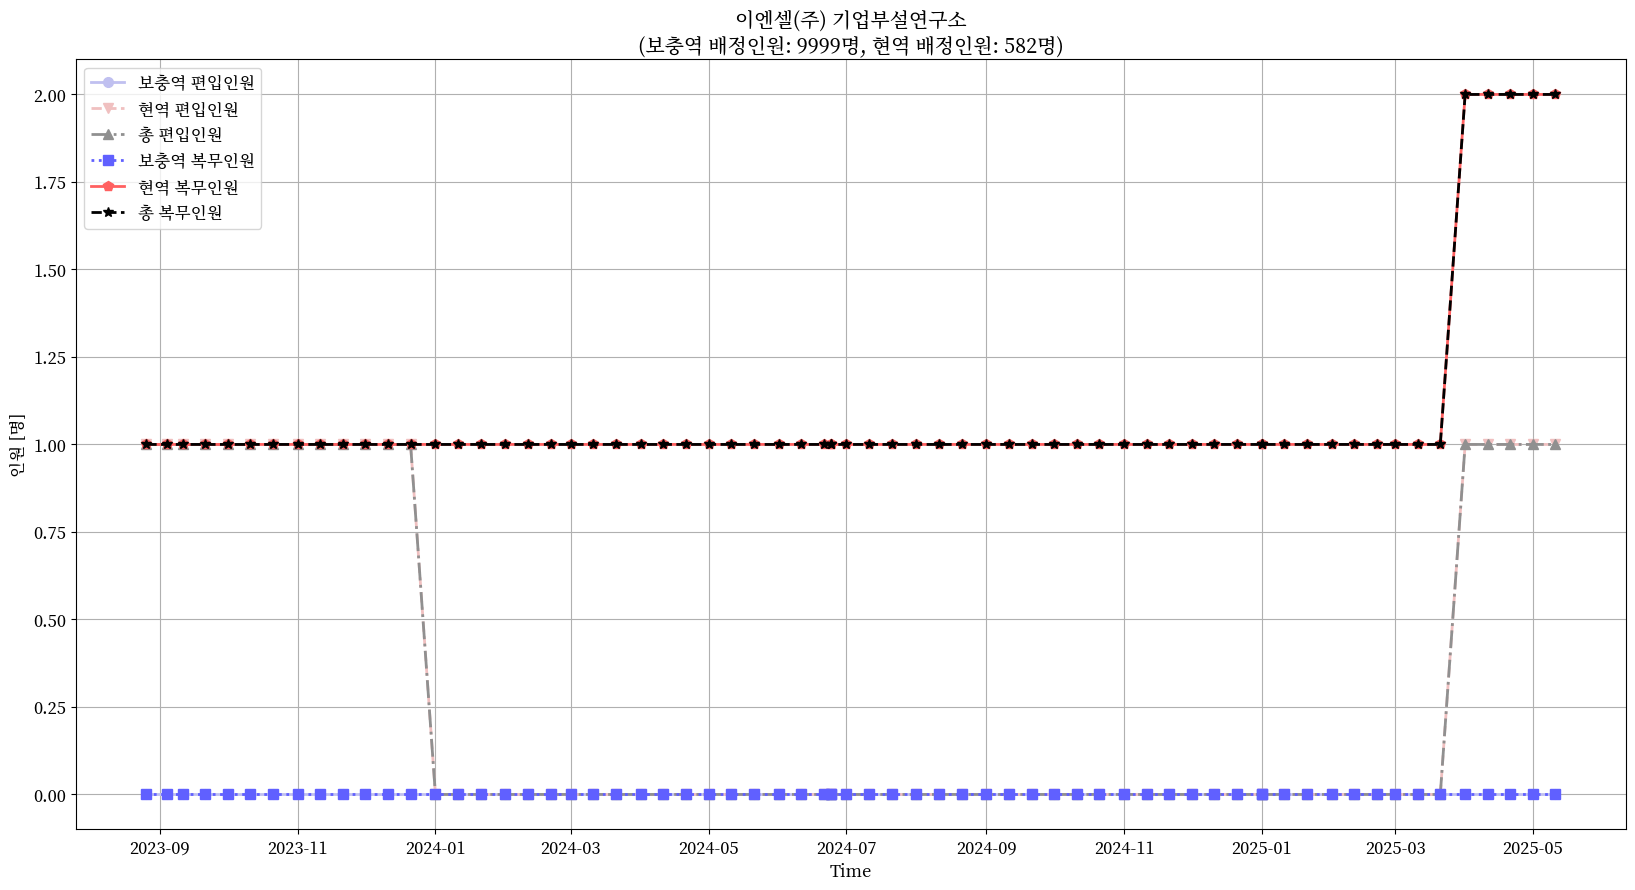 이엔셀(주) 기업부설연구소
(보충역 배정인원: 9999명, 현역 배정인원: 582명)
보충역 편입인원
현역 편입인원
총 편입인원
보충역 복무인원
현역 복무인원
총 복무인원
2.00
1.75
1.50
1.25
1.00
0.75
0.50
0.25
0.00
인원 [명]
2023-09 2023-11 2024-01 2024-03 2024-05 2024-07 2024-09 2024-11 2025-01 2025-03 2025-05
Time